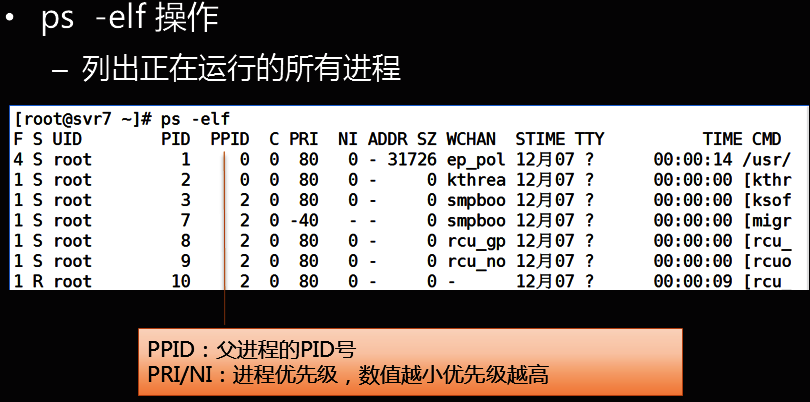 • ps -elf 操作
– 列出正在运行的所有进程
[root@svr7 ~]# ps -elf
F S UID PID PPID C PRI NI ADDR SZ WCHAN STIME TTY TIME CMD
4 S root 1 0 0 80 0 - 31726 ep_pol 12月07 ? 00:00:14 /usr/
1 S root 2 0 0 80 0 - 0 kthrea 12月07 ? 00:00:00 [kthr
1 S root 3 2 0 80 0 - 0 smpboo 12月07 ? 00:00:00 [ksof
1 S root 7 2 0 -40 - - 0 smpboo 12月07 ? 00:00:00 [migr
1 S root 8 2 0 80 0 - 0 rcu_gp 12月07 ? 00:00:00 [rcu_
1 S root 9 2 0 80 0 - 0 rcu_no 12月07 ? 00:00:00 [rcuo
1 R root 10 2 0 80 0 - 0 - 12月07 ? 00:00:09 [rcu_
PPID：父进程的PID号
PRI/NI：进程优先级，数值越小优先级越高